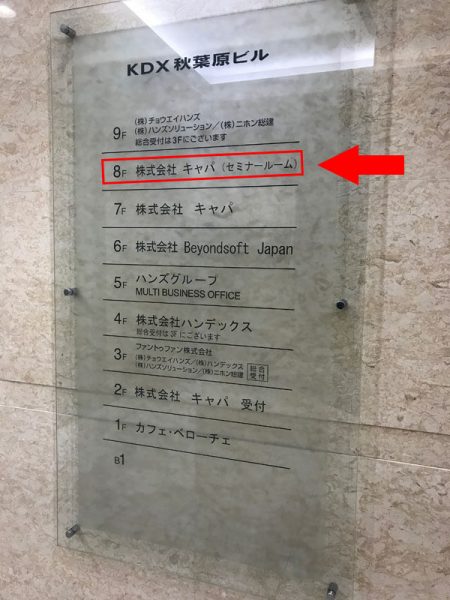 KDX 秋葉原ビル
9F (株)チョウエイハンズ
(株)ハンズソリューション/(株)ニホン総建
総合受付は3Fにございます
8F 株式会社 キャパ (セミナールーム)
7F 株式会社 キャパ
6F 株式会社 Beyondsoft Japan
5F ハンズグループ
MULTI BUSINESS OFFICE
4F 株式会社ハンデックス
総合受付は 3F にございます
3F ファントゥファン株式会社
(株)チョウエイハンズ/(株)ハンデックス
(株)ハンズソリューション/(株)ニホン総建
総合受付
2F 株式会社 キャパ 受付
1F カフェ・ベローチェ
B1